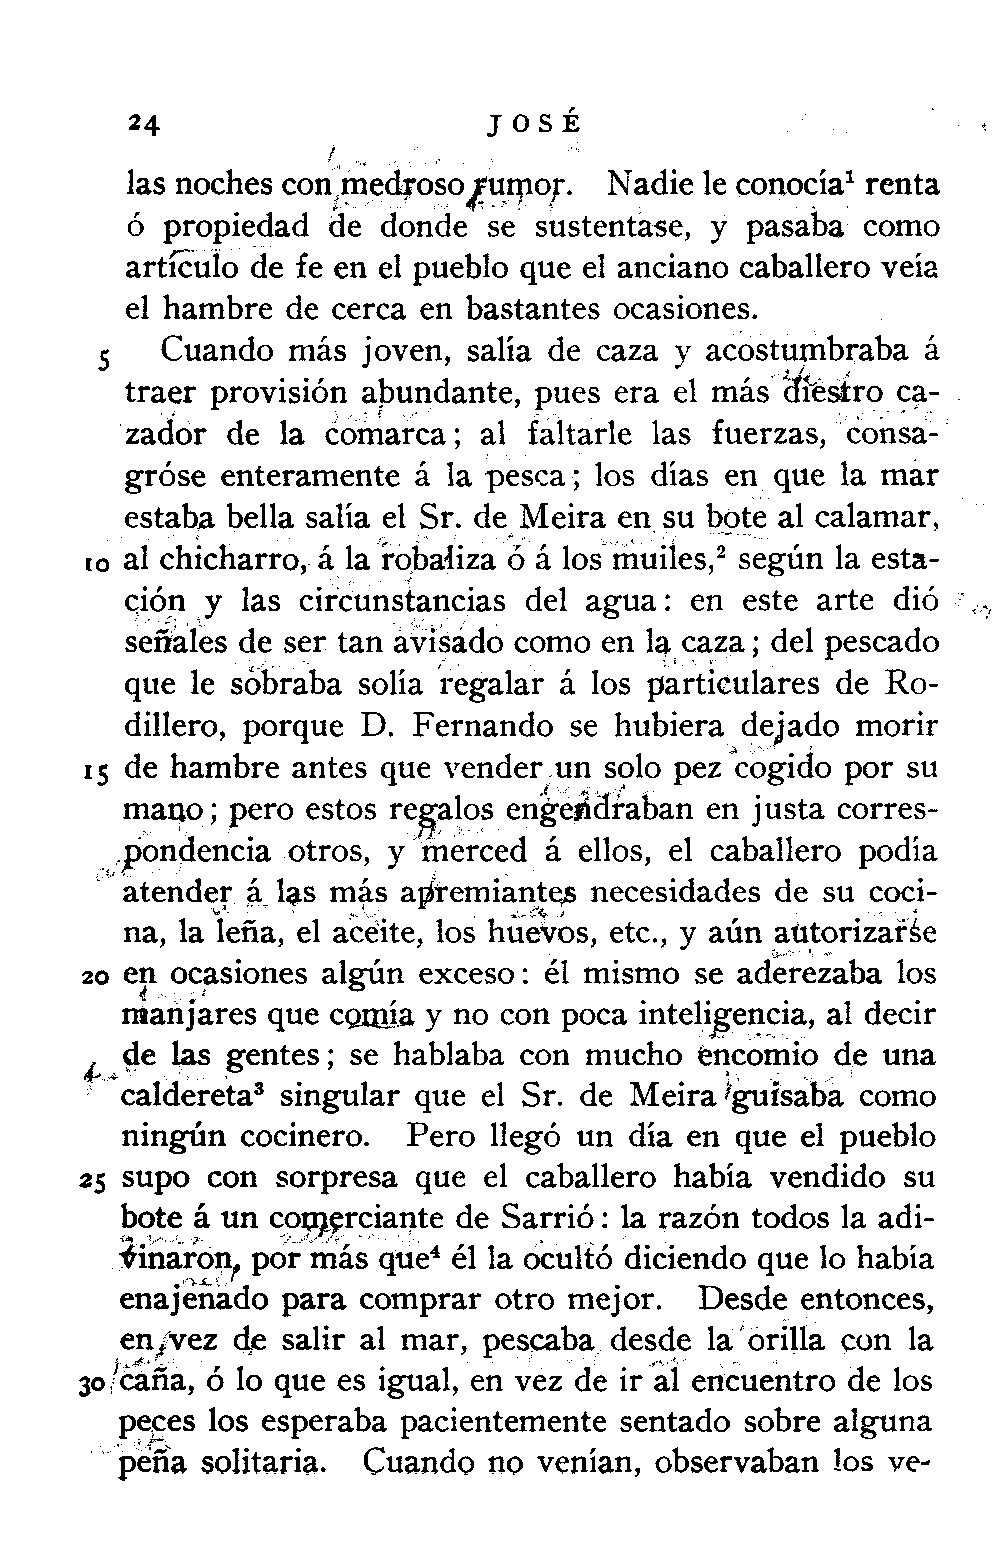 24 JOSÉ
las noches con medroso rumor. Nadie le conocía¹ renta
ó propiedad de donde se sustentase, y pasaba como
artículo de fe en el pueblo que el anciano caballero veía
el hambre de cerca en bastantes ocasiones.
5 Cuando más joven, salía de caza y acostumbraba á
traer provisión abundante, pues era el más diestro ca-
zador de la comarca; al faltarle las fuerzas, consa-
gróse enteramente á la pesca; los días en que la mar
estaba bella salía el Sr. de Meira en su bote al calamar,
10 al chicharro, á la robaliza ó á los muiles,² según la esta-
ción y las circunstancias del agua: en este arte dió
señales de ser tan avisado como en la caza; del pescado
que le sobraba solía regalar á los particulares de Ro-
dillero, porque D. Fernando se hubiera dejado morir
15 de hambre antes que vender un solo pez cogido por su
mano; pero estos regalos engendraban en justa corres-
pondencia otros, y merced á ellos, el caballero podía
atender á las más apremiantes necesidades de su coci-
na, la leña, el aceite, los huevos, etc., y aún autorizarse
20 en ocasiones algún exceso: él mismo se aderezaba los
manjares que comía y no con poca inteligencia, al decir
de las gentes; se hablaba con mucho encomio de una
caldereta³ singular que el Sr. de Meira guisaba como
ningún cocinero. Pero llegó un día en que el pueblo
25 supo con sorpresa que el caballero había vendido su
bote á un comerciante de Sarrió: la razón todos la adi-
vinaron, por más que⁴ él la ocultó diciendo que lo había
enajenado para comprar otro mejor. Desde entonces,
en vez de salir al mar, pescaba desde la orilla con la
30 caña, ó lo que es igual, en vez de ir al encuentro de los
peces los esperaba pacientemente sentado sobre alguna
peña solitaria. Cuando no venían, observaban los ve-